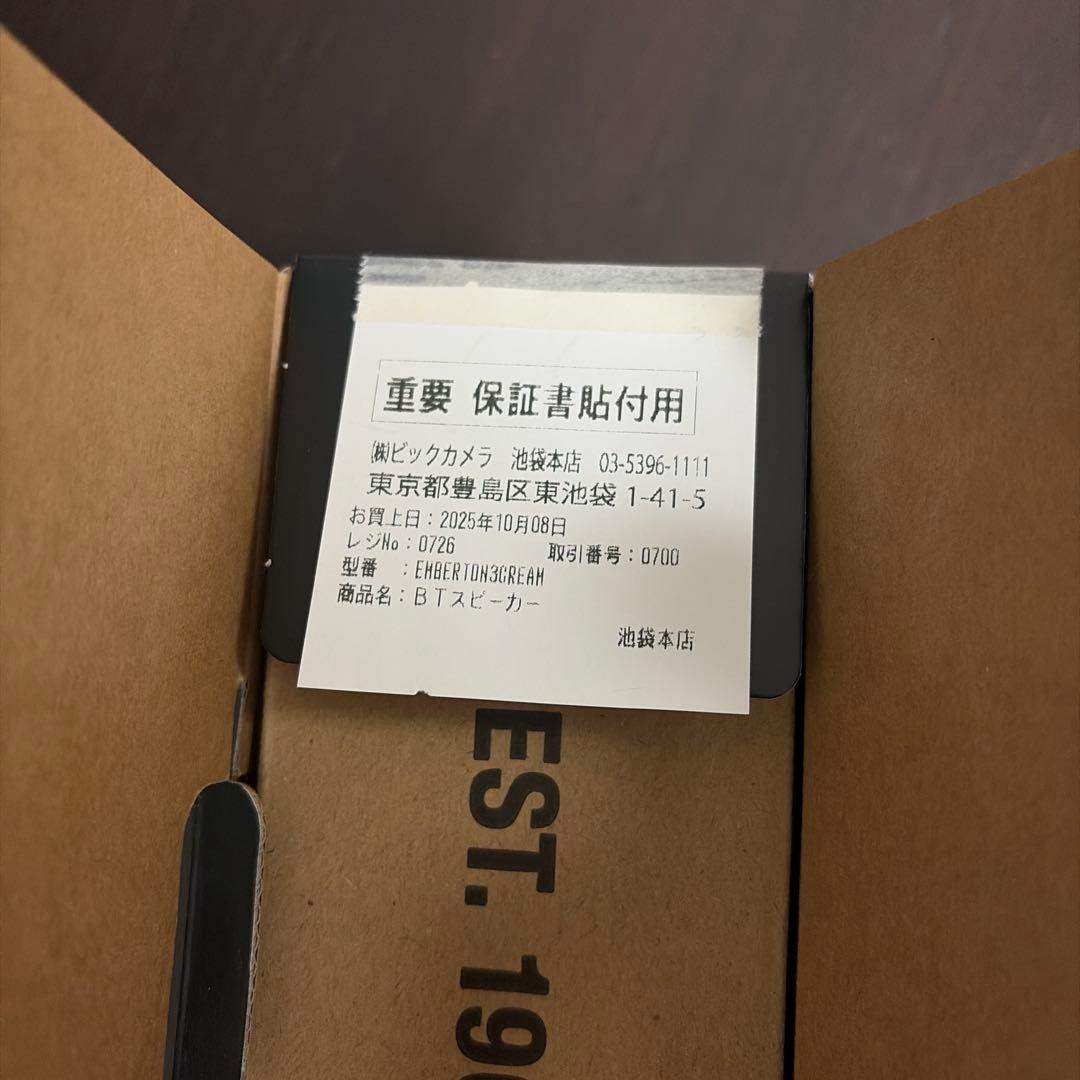 重要 保証書貼付用
㈱ビックカメラ 池袋本店 03-5396-1111
東京都豊島区東池袋 1-41-5
お買上日：2025年10月08日
レジNo：0726 取引番号：0700
型番 ：EMBERTON3CREAM
商品名：ＢＴスピーカー
池袋本店
EST. 19